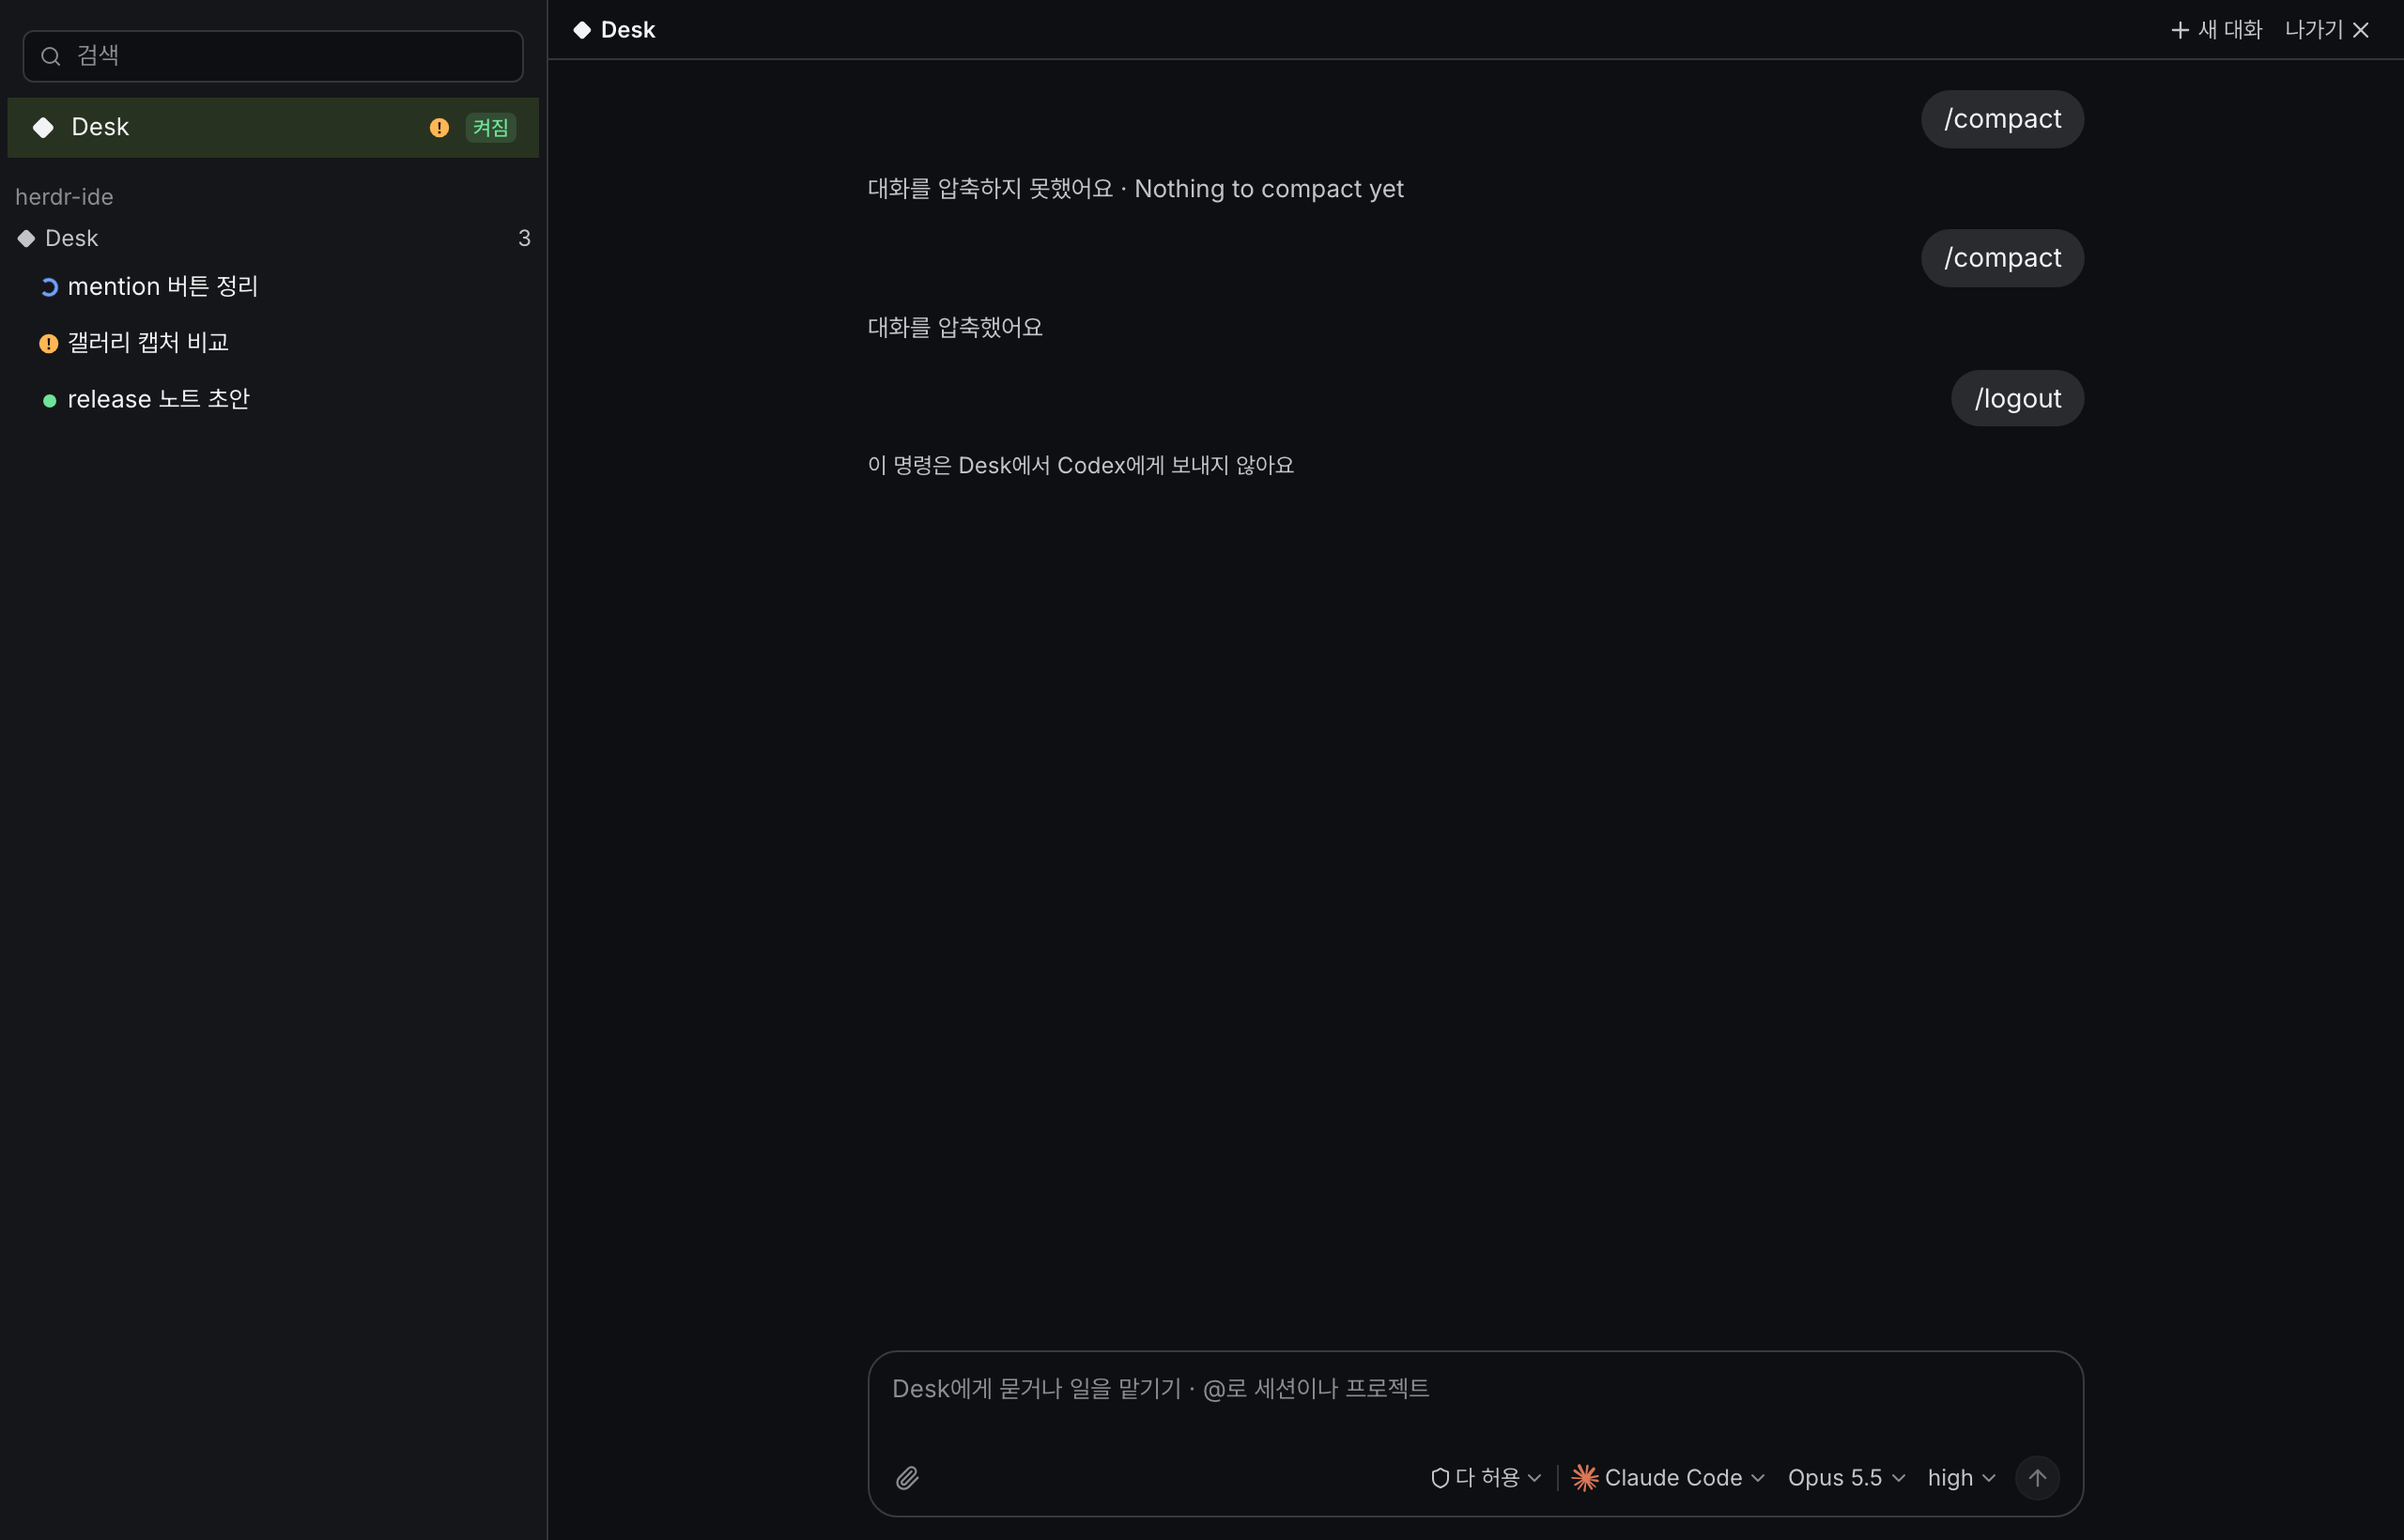 검색
Desk
켜짐
herdr-ide
Desk 3
mention 버튼 정리
갤러리 캡처 비교
release 노트 초안
Desk
새 대화 나가기
/compact
대화를 압축하지 못했어요 · Nothing to compact yet
/compact
대화를 압축했어요
/logout
이 명령은 Desk에서 Codex에게 보내지 않아요
Desk에게 묻거나 일을 맡기기 · @로 세션이나 프로젝트
다 허용 Claude Code Opus 5.5 high